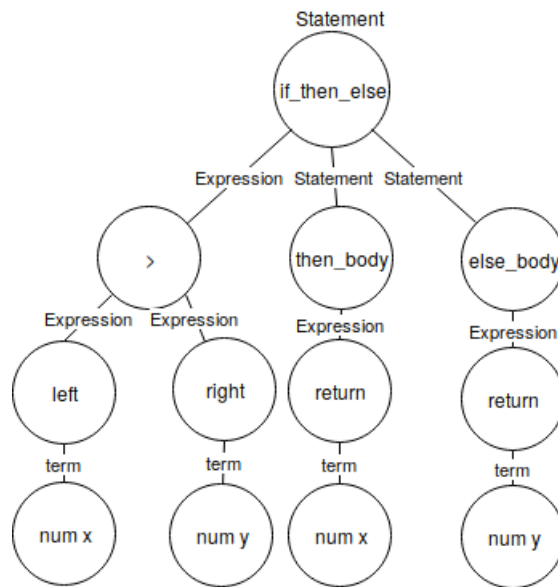 Statement
if_then_else
Expression Statement Statement
> then_body else_body
Expression Expression Expression Expression
left right return return
term term term term
num x num y num x num y